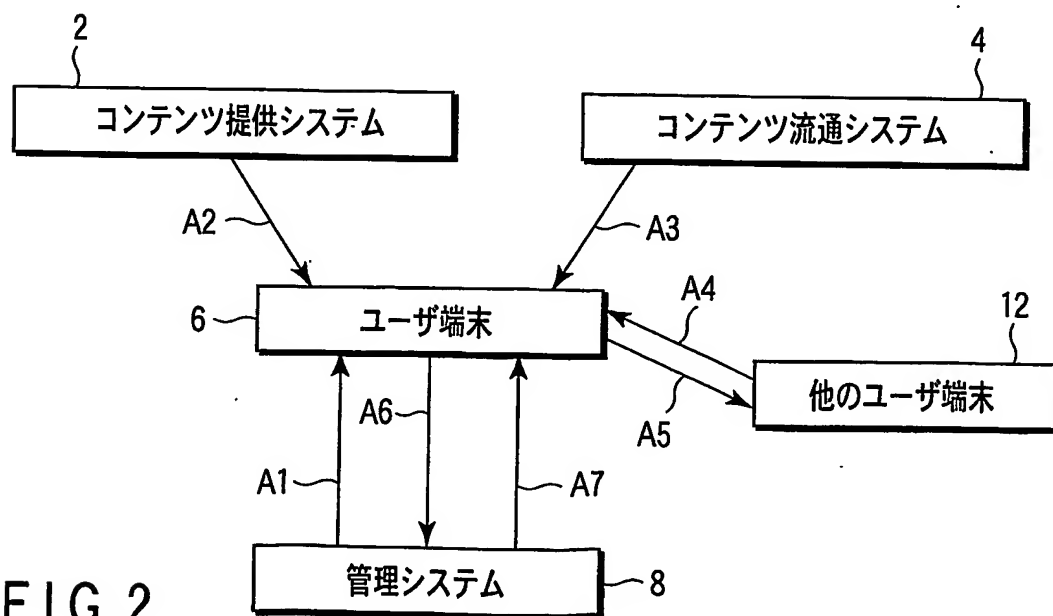 2
4
コンテンツ提供システム
コンテンツ流通システム
A2
A3
6
ユーザ端末
A4
12
A5
他のユーザ端末
A1
A6
A7
管理システム
8
FIG. 2